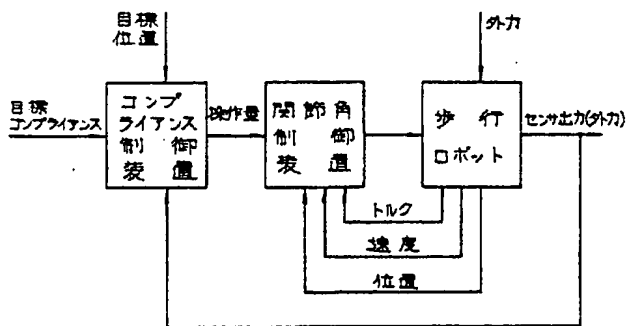 目標
位置
外力
目標
コンプライアンス
コンプ
ライアンス
制御
装置
操作量
関節角
制御
装置
歩行
ロボット
センサ出力(外力)
トルク
速度
位置